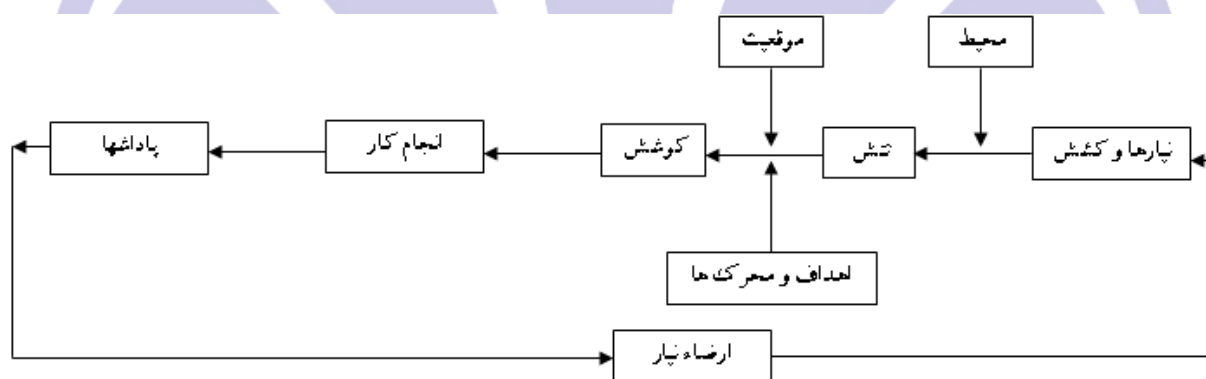 موقعیت
محیط
نیازها و کشش
تنش
کوشش
انجام کار
پاداشها
اهداف و محرک ها
ارضاء نیاز